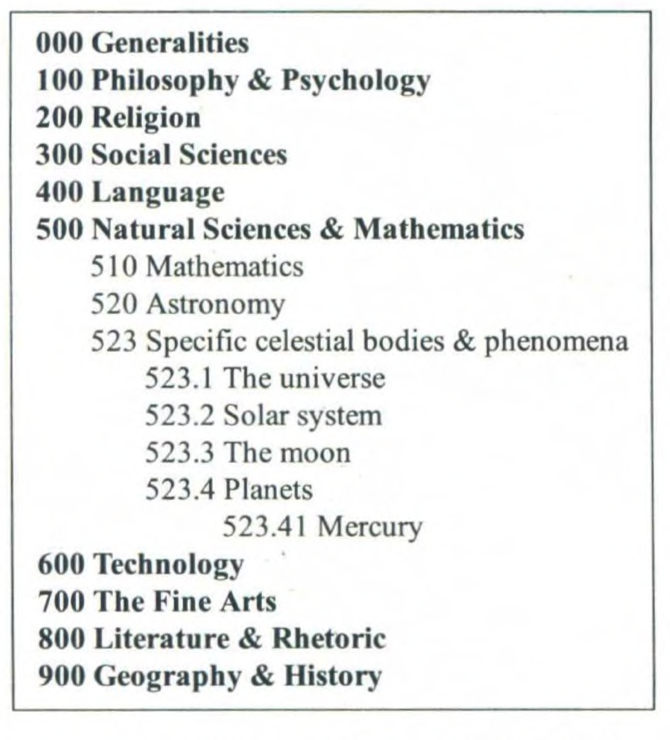 000 Generalities
100 Philosophy & Psychology
200 Religion
300 Social Sciences
400 Language
500 Natural Sciences & Mathematics
510 Mathematics
520 Astronomy
523 Specific celestial bodies & phenomena
523.1 The universe
523.2 Solar system
523.3 The moon
523.4 Planets
523.41 Mercury
600 Technology
700 The Fine Arts
800 Literature & Rhetoric
900 Geography & History